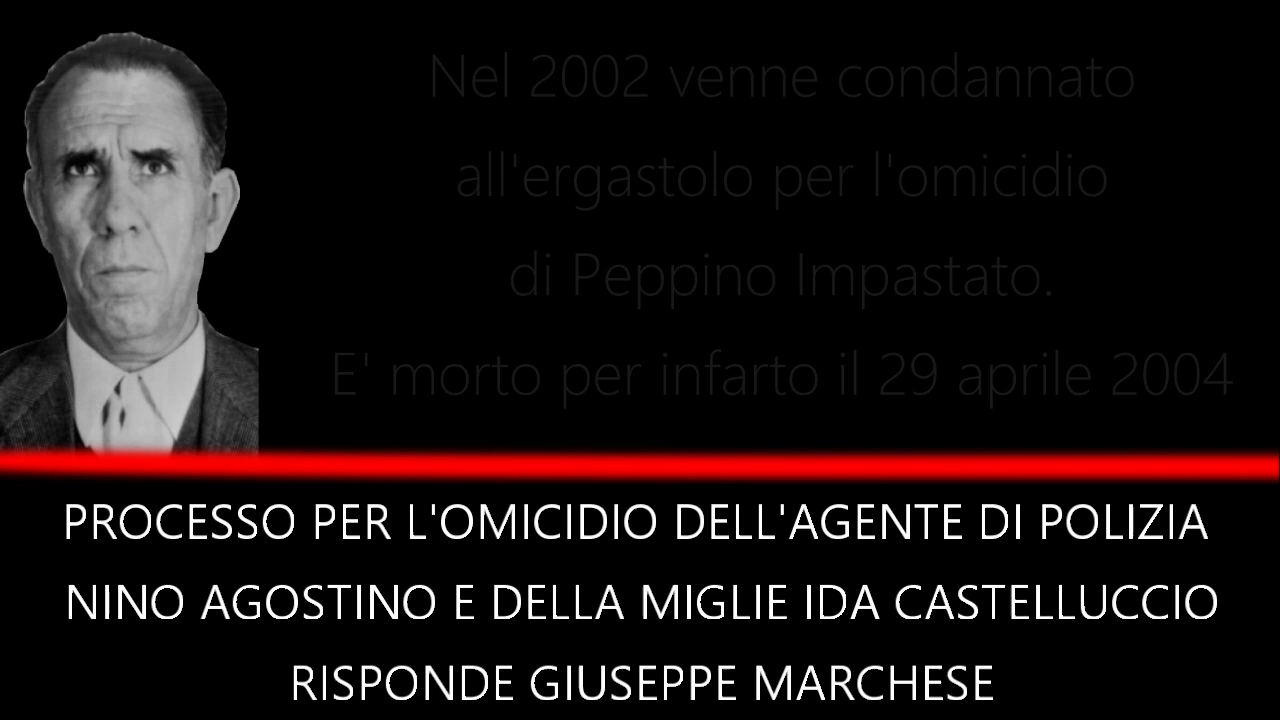 Nel 2002 venne condannato
all'ergastolo per l'omicidio
di Peppino Impastato.
E' morto per infarto il 29 aprile 2004
PROCESSO PER L'OMICIDIO DELL'AGENTE DI POLIZIA
NINO AGOSTINO E DELLA MIGLIE IDA CASTELLUCCIO
RISPONDE GIUSEPPE MARCHESE